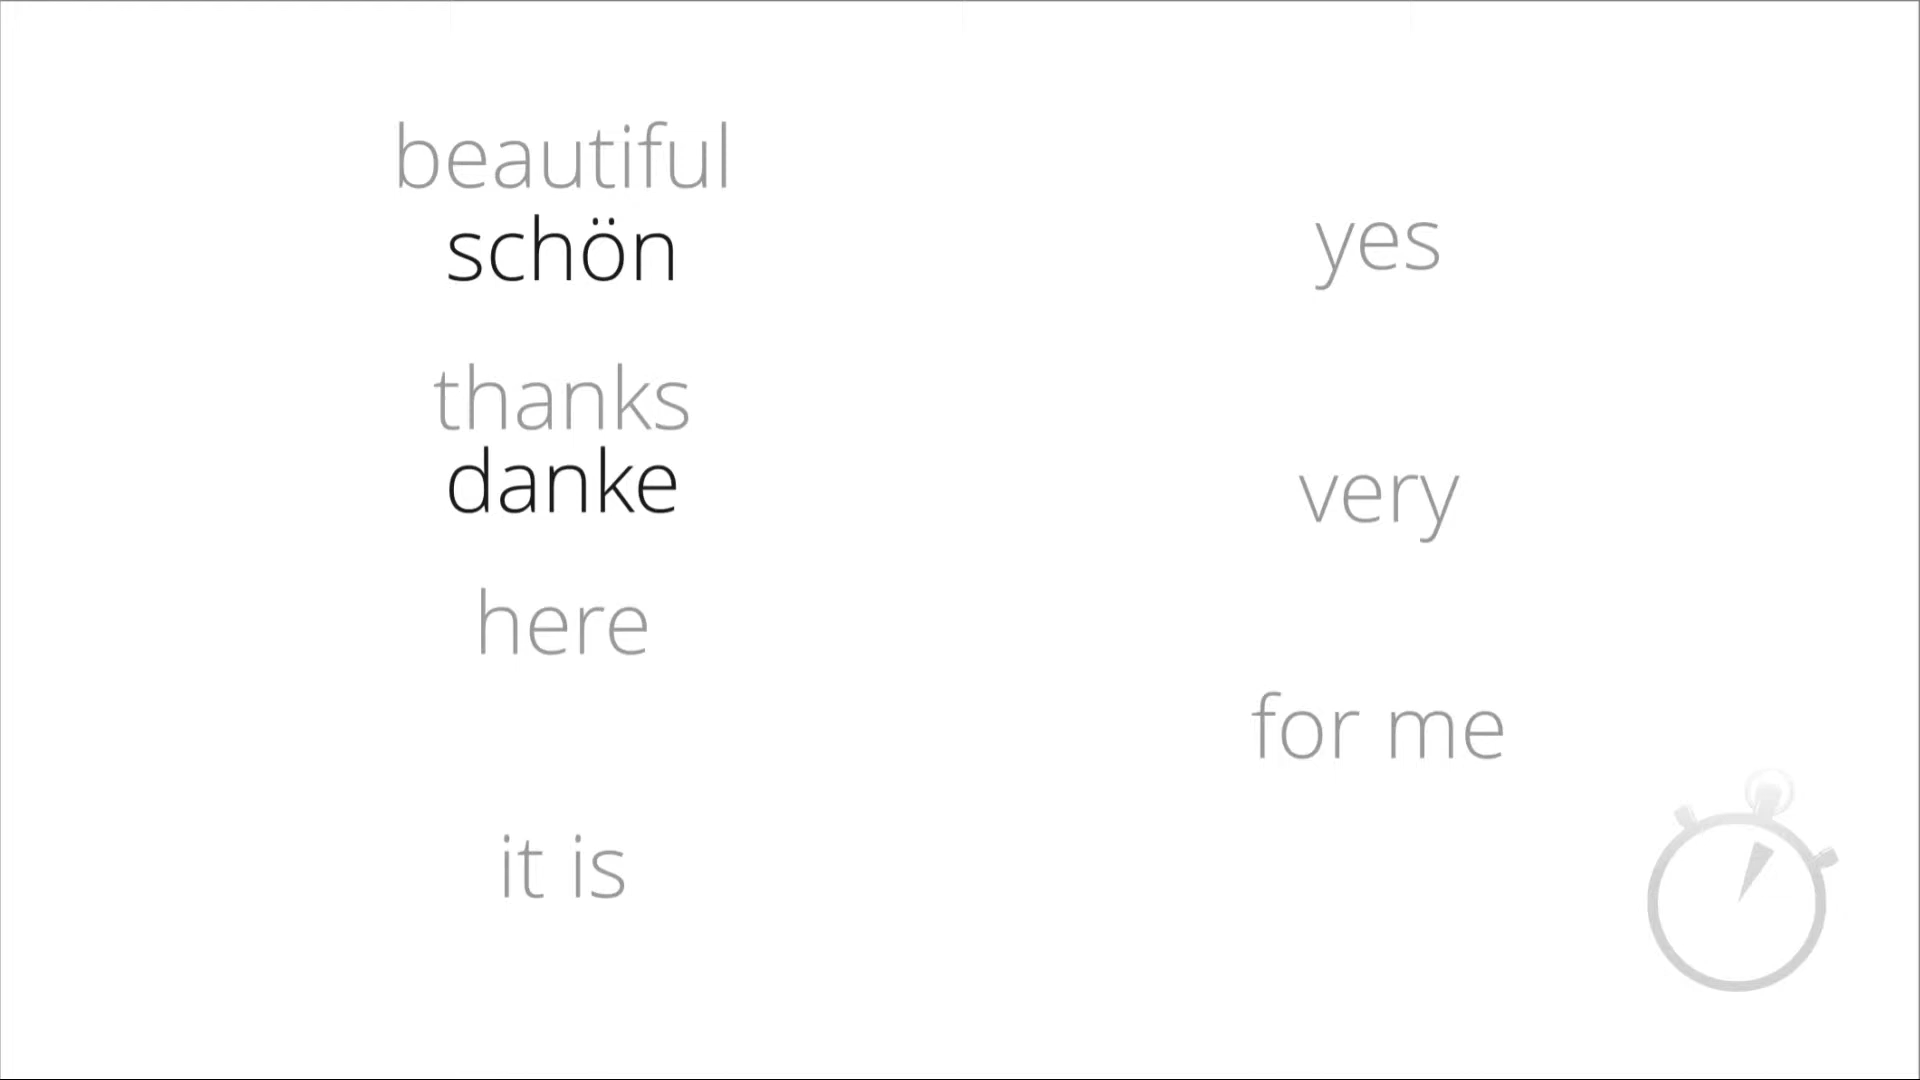 beautiful
schön
thanks
danke
here
it is
yes
very
for me